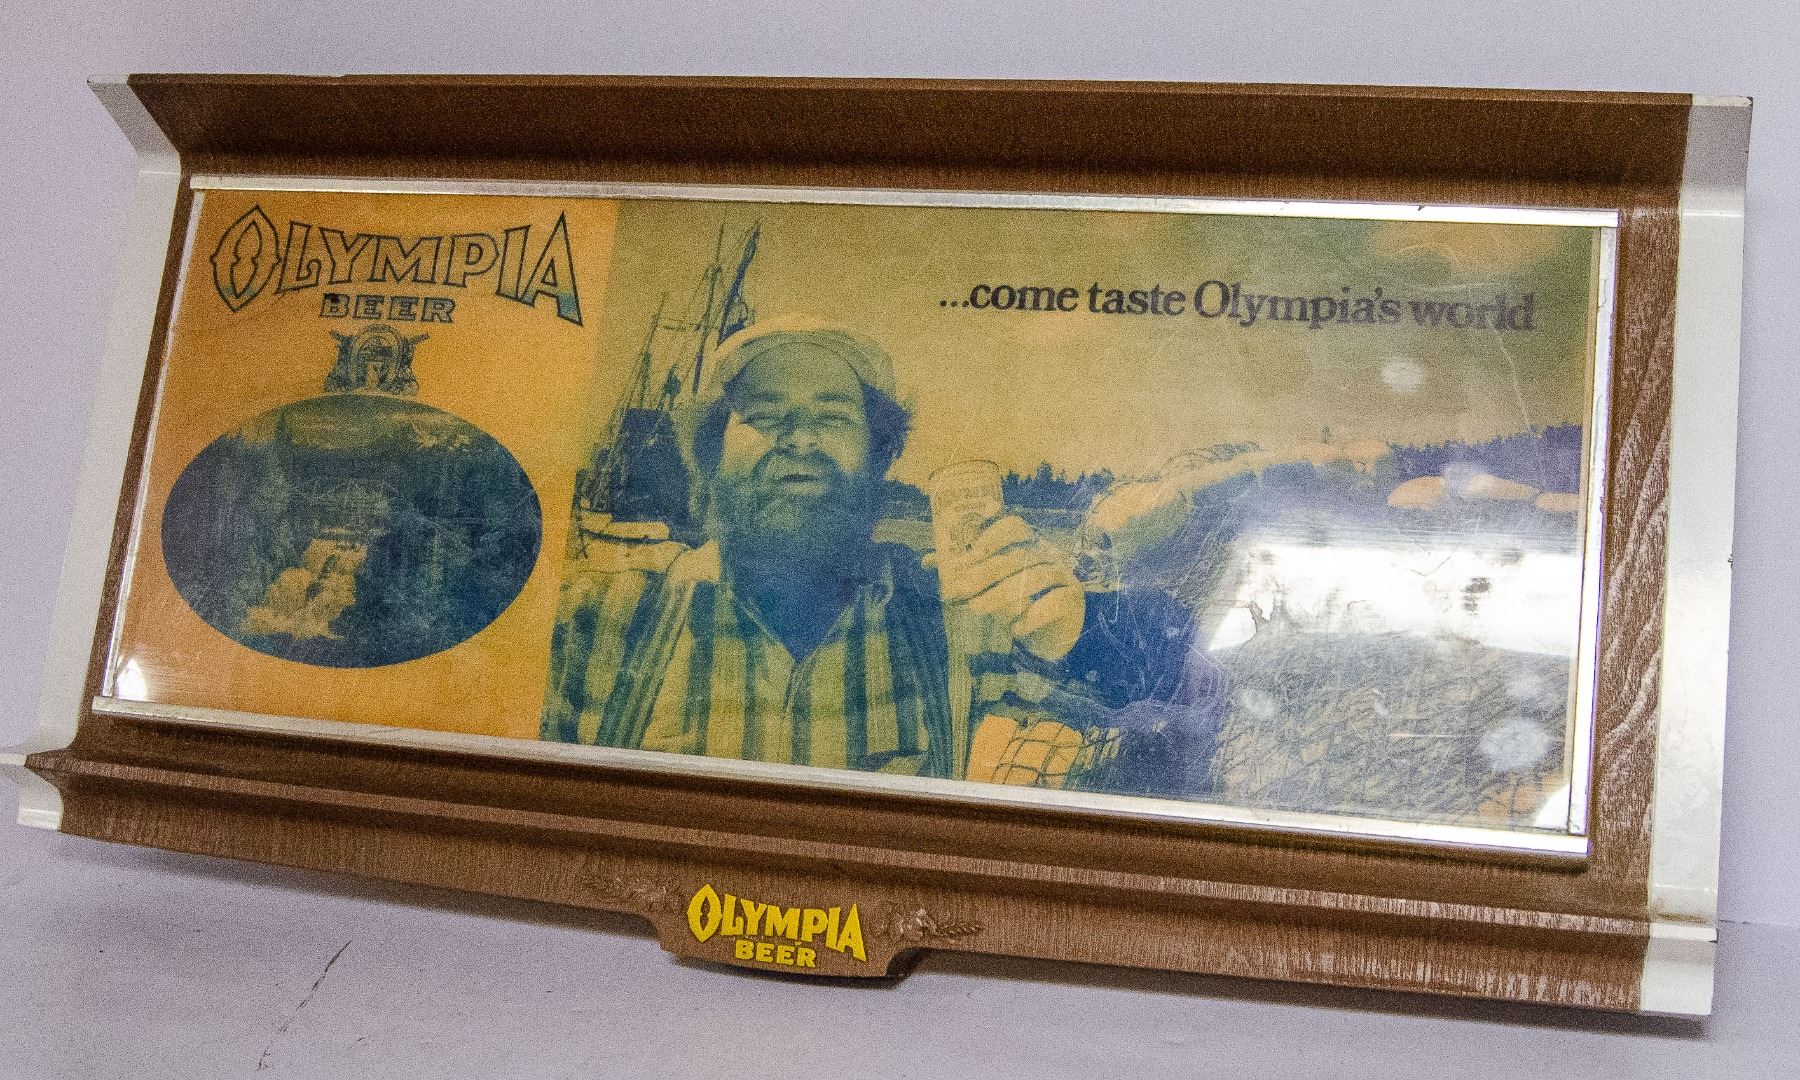 OLYMPIA
BEER
...come taste Olympia's world
OLYMPIA
BEER